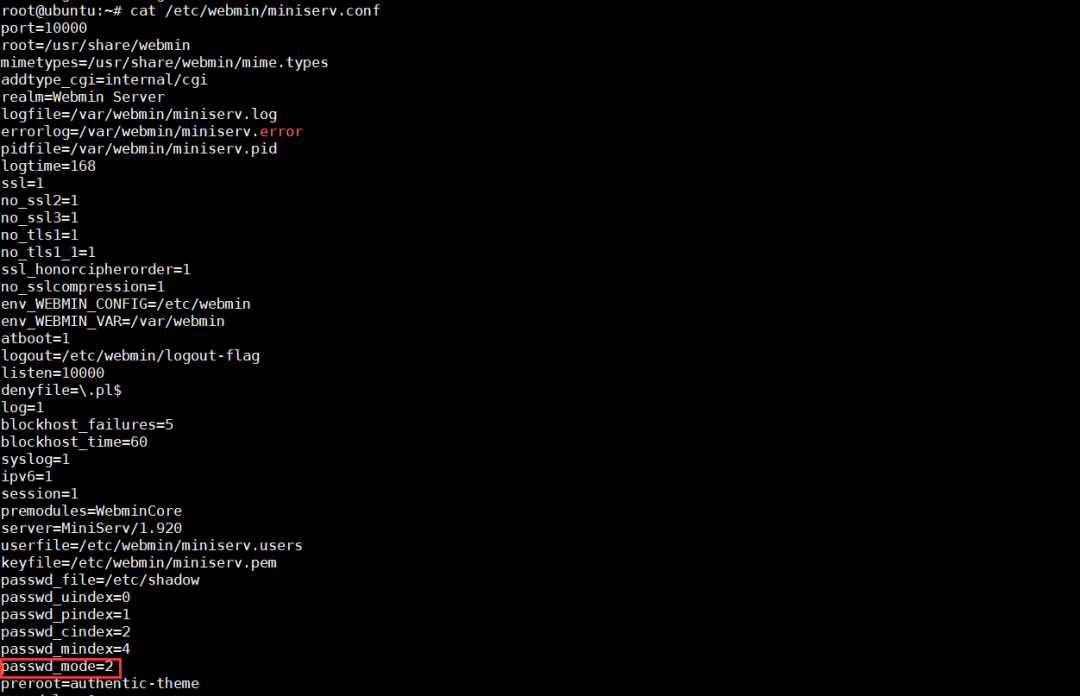 root@ubuntu:~# cat /etc/webmin/miniserv.conf
port=10000
root=/usr/share/webmin
mimetypes=/usr/share/webmin/mime.types
addtype_cgi=internal/cgi
realm=Webmin Server
logfile=/var/webmin/miniserv.log
errorlog=/var/webmin/miniserv.error
pidfile=/var/webmin/miniserv.pid
logtime=168
ssl=1
no_ssl2=1
no_ssl3=1
no_tls1=1
no_tls1_1=1
ssl_honorcipherorder=1
no_sslcompression=1
env_WEBMIN_CONFIG=/etc/webmin
env_WEBMIN_VAR=/var/webmin
atboot=1
logout=/etc/webmin/logout-flag
listen=10000
denyfile=\.pl$
log=1
blockhost_failures=5
blockhost_time=60
syslog=1
ipv6=1
session=1
premodules=WebminCore
server=MiniServ/1.920
userfile=/etc/webmin/miniserv.users
keyfile=/etc/webmin/miniserv.pem
passwd_file=/etc/shadow
passwd_uindex=0
passwd_pindex=1
passwd_cindex=2
passwd_mindex=4
passwd_mode=2
preroot=authentic-theme